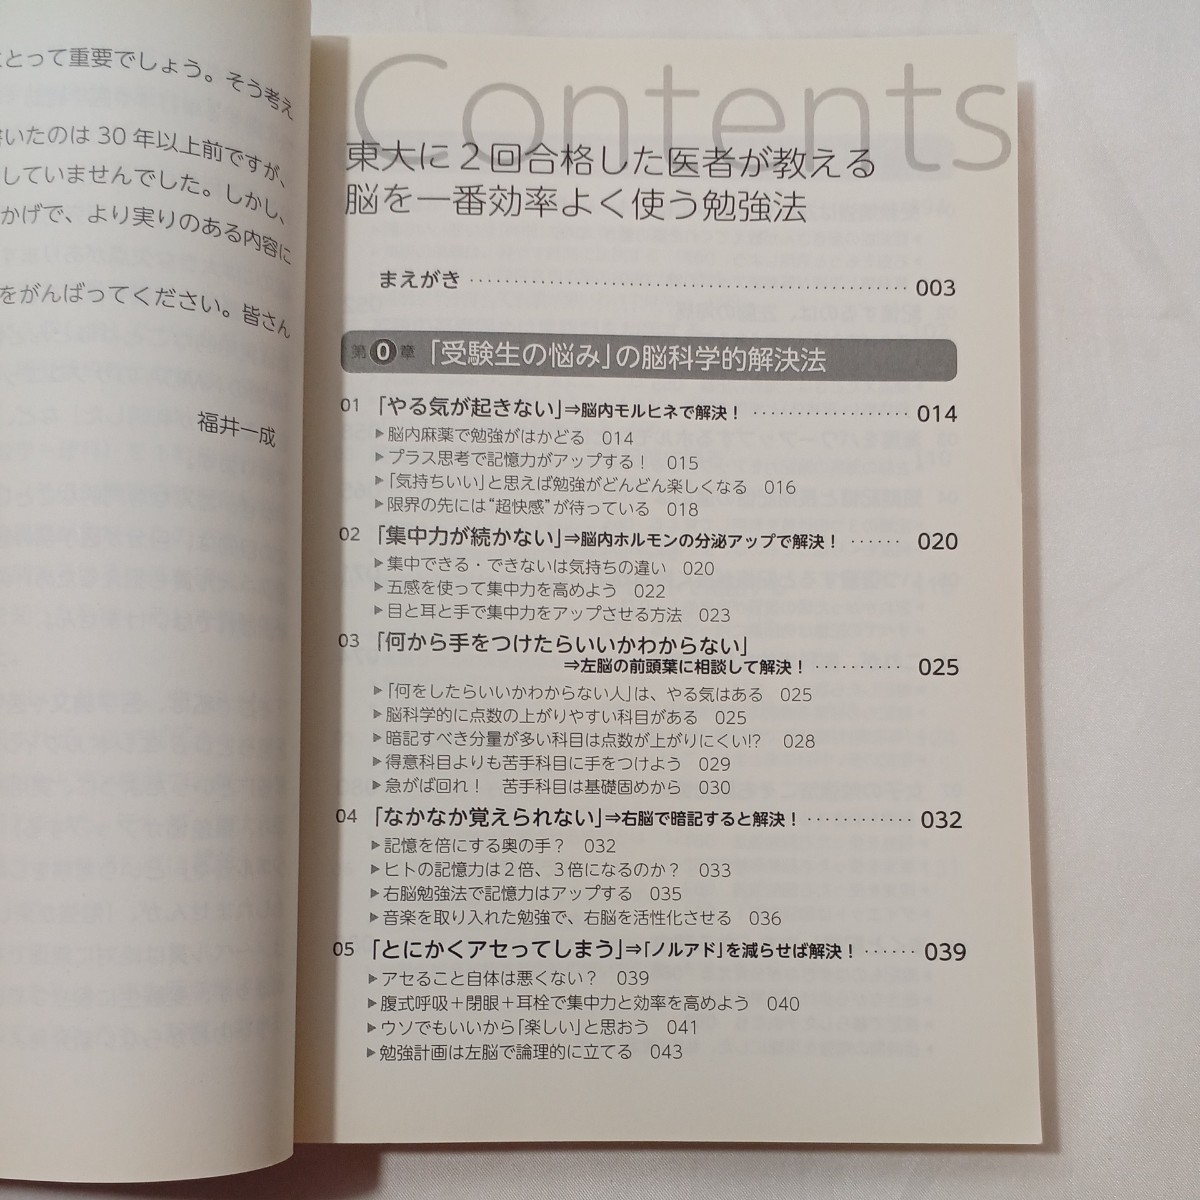 とって重要でしょう。そう考え
いたのは30年以上前ですが、
していませんでした。しかし、
かげで、より実りのある内容に
をがんばってください。皆さん
福井一成
Contents
東大に2回合格した医者が教える
脳を一番効率よく使う勉強法
まえがき 003
第0章 「受験生の悩み」の脳科学的解決法
01 「やる気が起きない」⇒脳内モルヒネで解決! 014
▶脳内麻薬で勉強がはかどる 014
▶プラス思考で記憶力がアップする! 015
▶「気持ちいい」と思えば勉強がどんどん楽しくなる 016
▶限界の先には“超快感”が待っている 018
02 「集中力が続かない」⇒脳内ホルモンの分泌アップで解決! 020
▶集中できる・できないは気持ちの違い 020
▶五感を使って集中力を高めよう 022
▶目と耳と手で集中力をアップさせる方法 023
03 「何から手をつけたらいいかわからない」
⇒左脳の前頭葉に相談して解決! 025
▶「何をしたらいいかわからない人」は、やる気はある 025
▶脳科学的に点数の上がりやすい科目がある 025
▶暗記すべき分量が多い科目は点数が上がりにくい!? 028
▶得意科目よりも苦手科目に手をつけよう 029
▶急がば回れ! 苦手科目は基礎固めから 030
04 「なかなか覚えられない」⇒右脳で暗記すると解決! 032
▶記憶を倍にする奥の手? 032
▶ヒトの記憶力は2倍、3倍になるのか? 033
▶右脳勉強法で記憶力はアップする 035
▶音楽を取り入れた勉強で、右脳を活性化させる 036
05 「とにかくアセってしまう」⇒「ノルアド」を減らせば解決! 039
▶アセること自体は悪くない? 039
▶腹式呼吸+閉眼+耳栓で集中力と効率を高めよう 040
▶ウソでもいいから「楽しい」と思おう 041
▶勉強計画は左脳で論理的に立てる 043